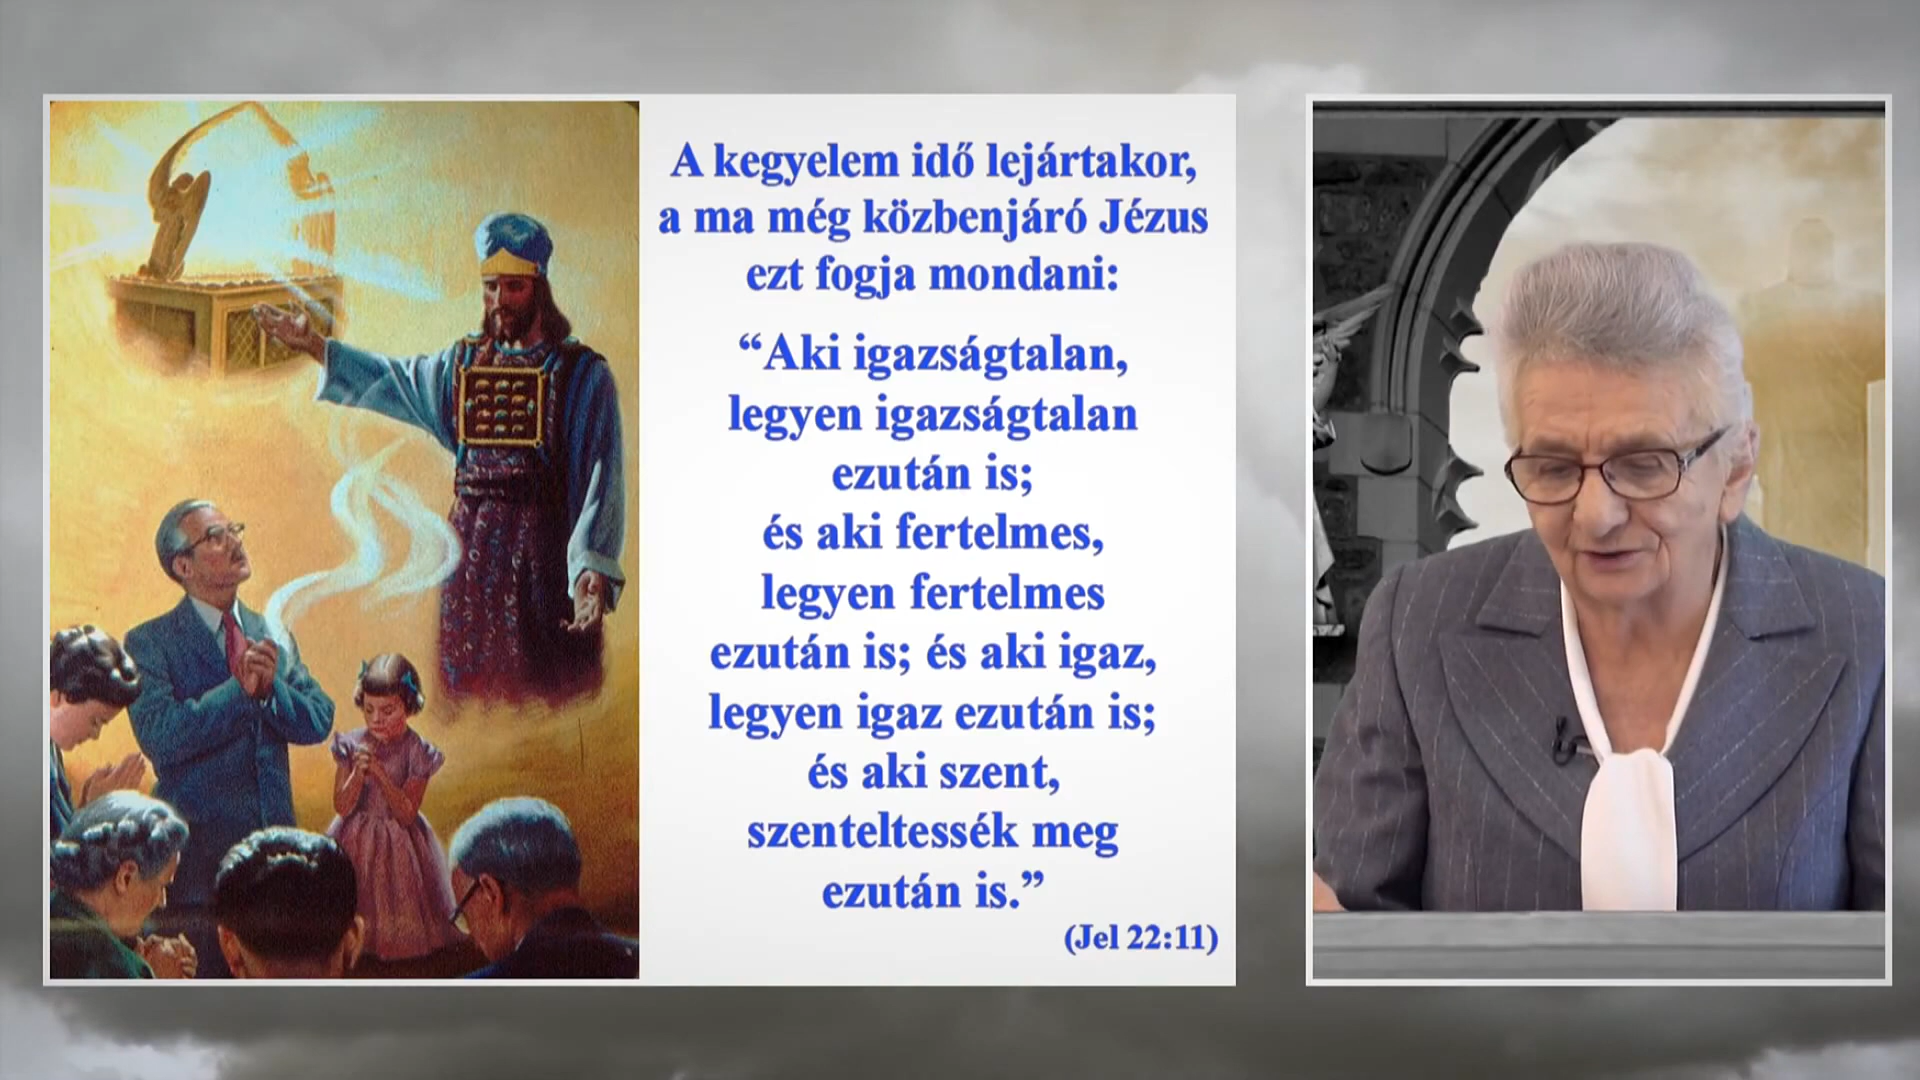 A kegyelem idő lejártakor,
a ma még közbenjáró Jézus
ezt fogja mondani:
“Aki igazságtalan,
legyen igazságtalan
ezután is;
és aki fertelmes,
legyen fertelmes
ezután is; és aki igaz,
legyen igaz ezután is;
és aki szent,
szenteltessék meg
ezután is.”
(Jel 22:11)